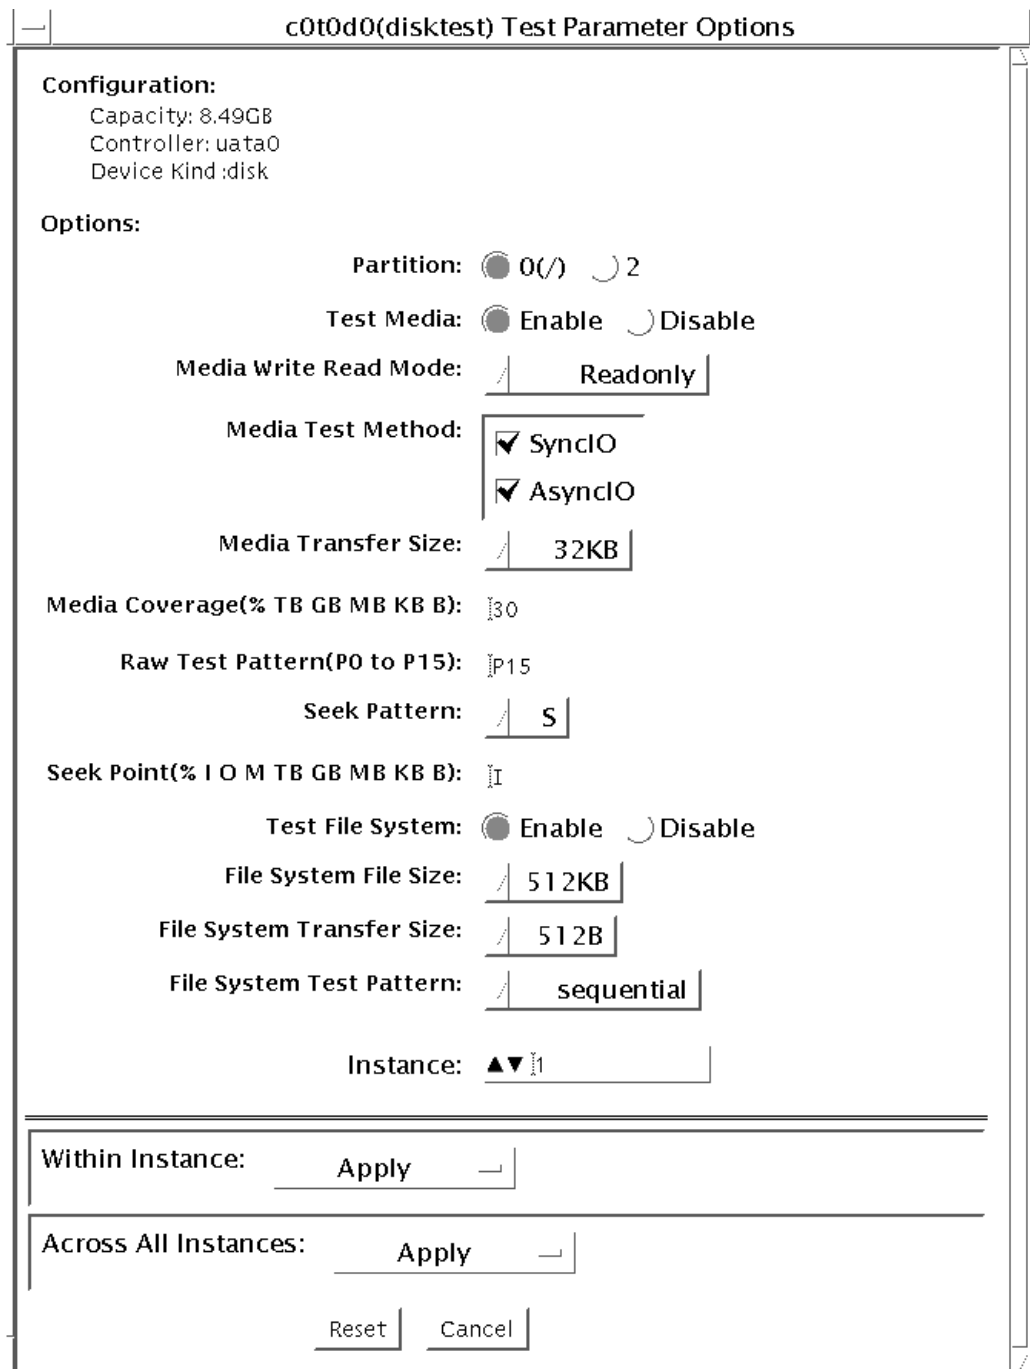 c0t0d0(disktest) Test Parameter Options
Configuration:
Capacity: 8.49GB
Controller: uata0
Device Kind :disk
Options:
Partition: 0(/) 2
Test Media: Enable Disable
Media Write Read Mode: Readonly
Media Test Method: SyncIO
AsyncIO
Media Transfer Size: 32KB
Media Coverage(% TB GB MB KB B): 30
Raw Test Pattern(P0 to P15): P15
Seek Pattern: S
Seek Point(% I O M TB GB MB KB B): I
Test File System: Enable Disable
File System File Size: 512KB
File System Transfer Size: 512B
File System Test Pattern: sequential
Instance: 1
Within Instance: Apply
Across All Instances: Apply
Reset Cancel